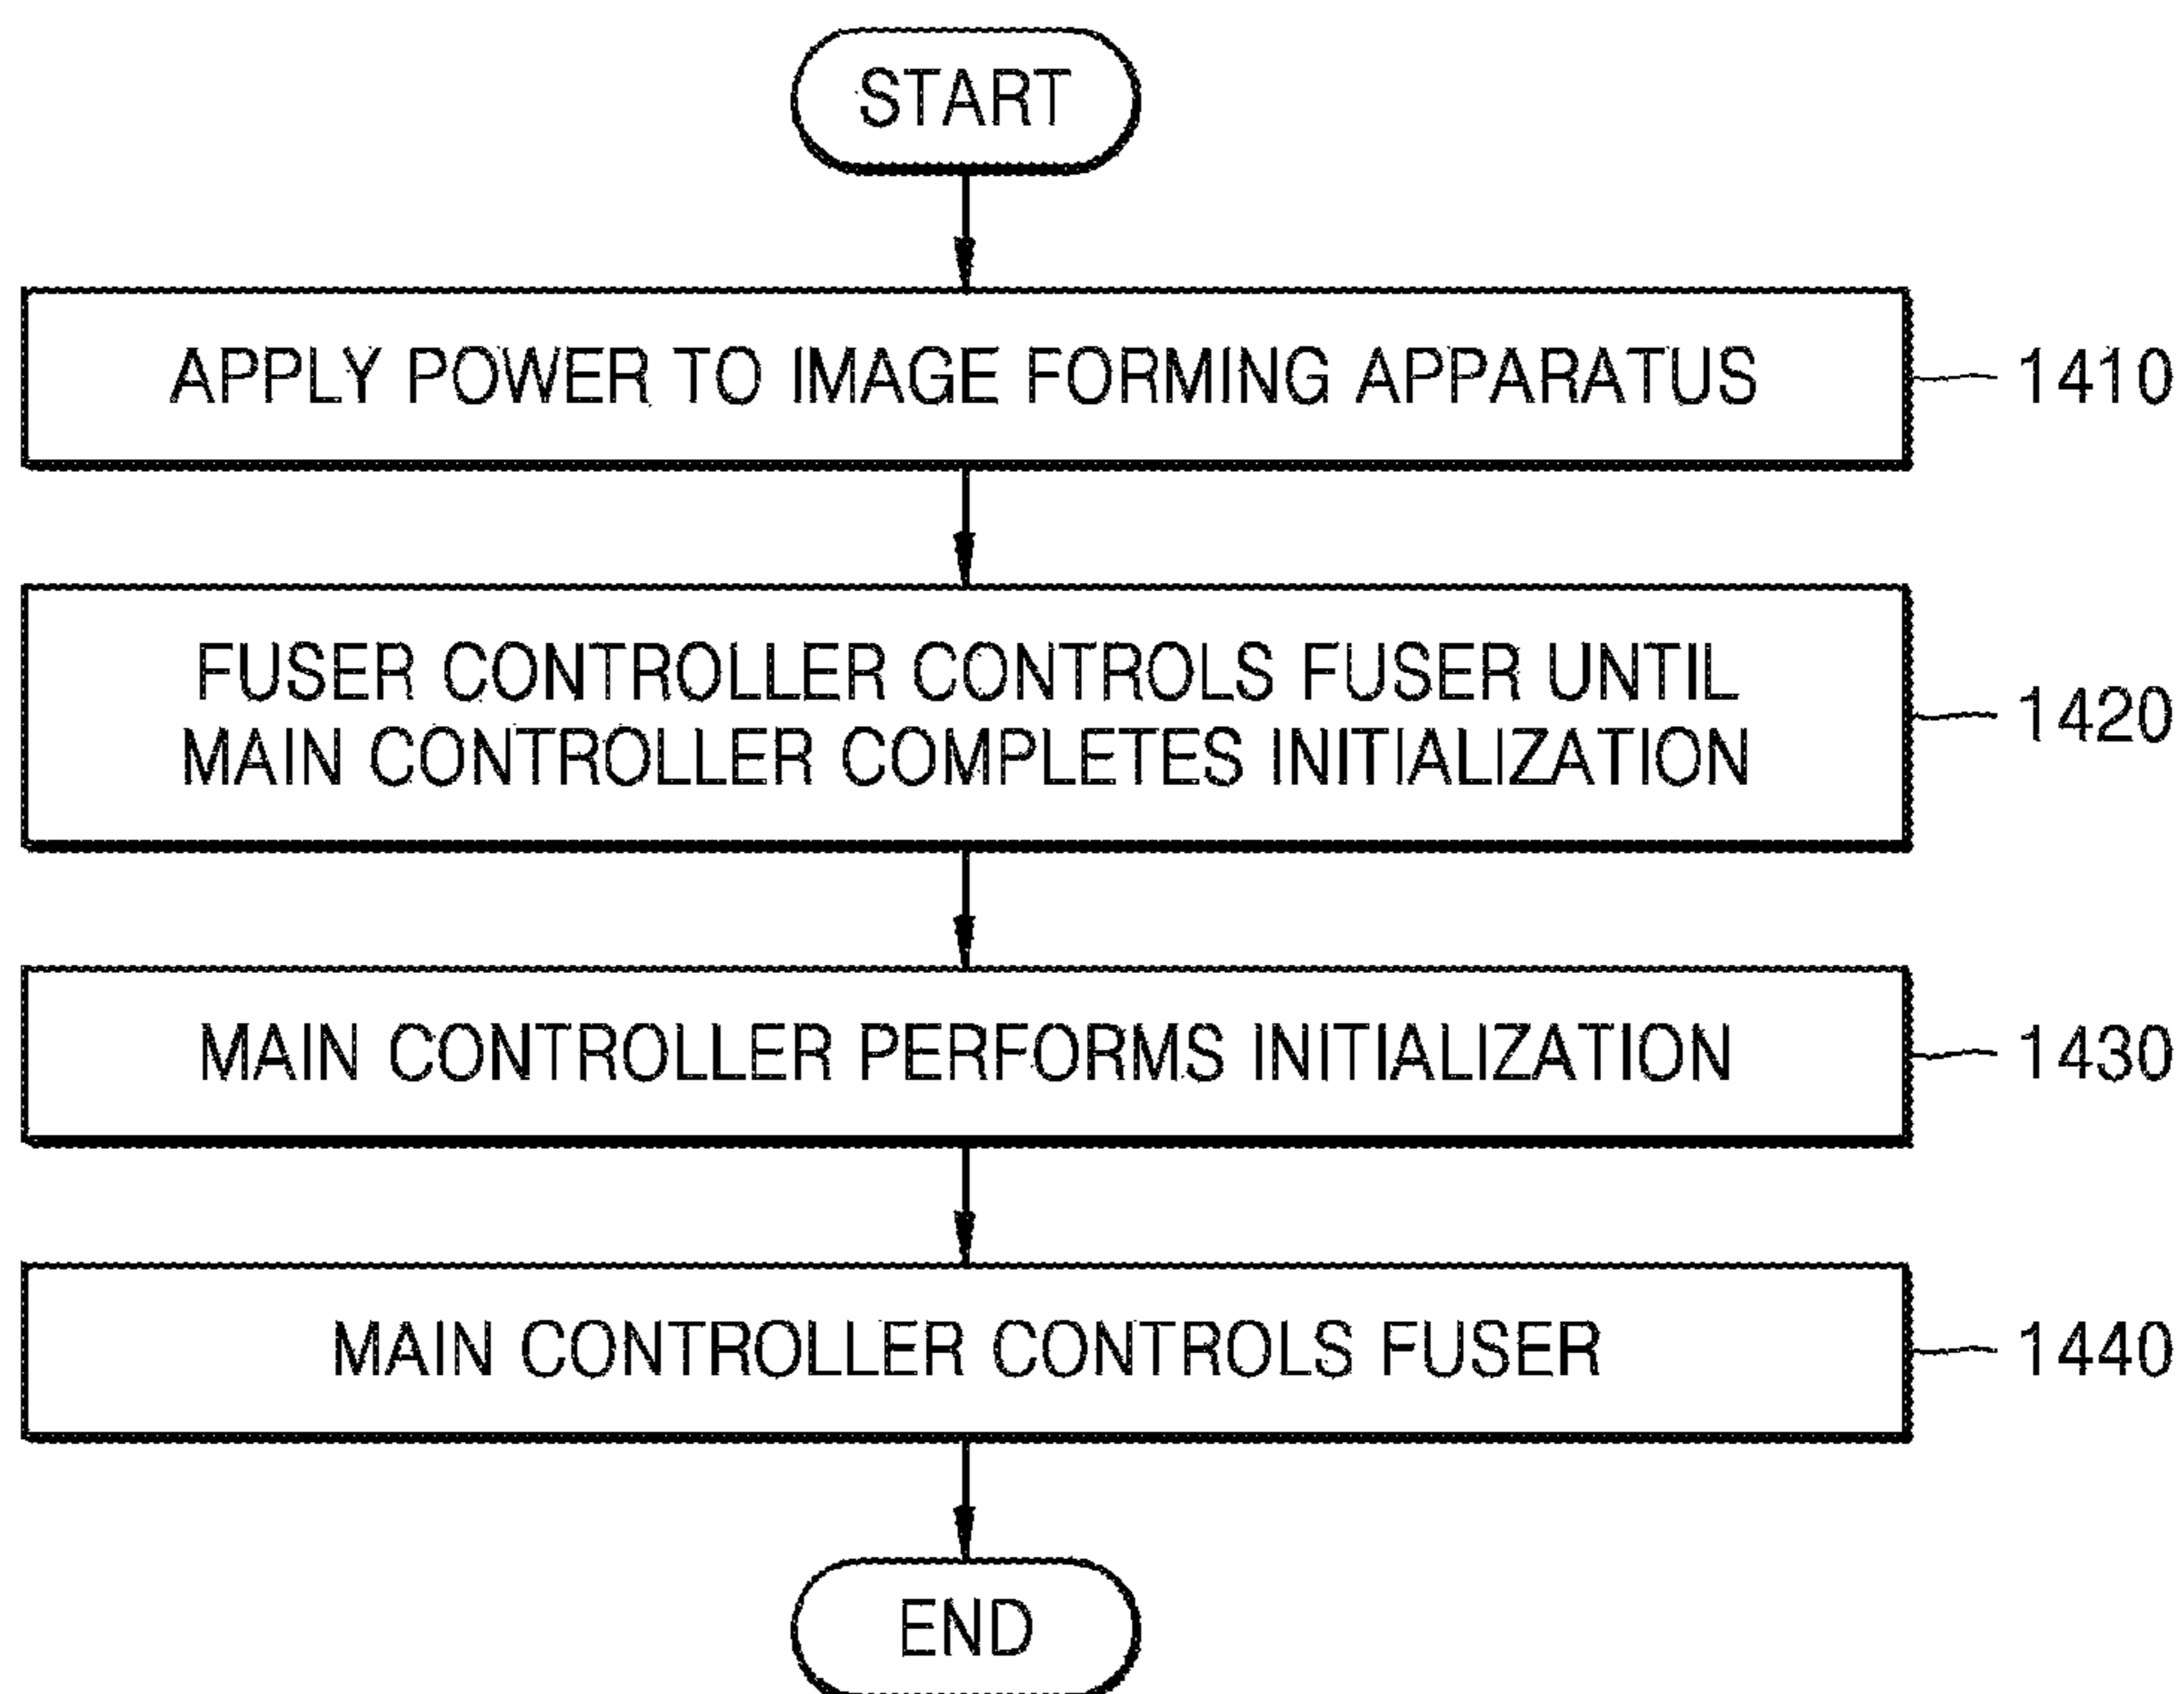 START
APPLY POWER TO IMAGE FORMING APPARATUS
1410
FUSER CONTROLLER CONTROLS FUSER UNTIL
MAIN CONTROLLER COMPLETES INITIALIZATION
1420
MAIN CONTROLLER PERFORMS INITIALIZATION
1430
MAIN CONTROLLER CONTROLS FUSER
1440
END